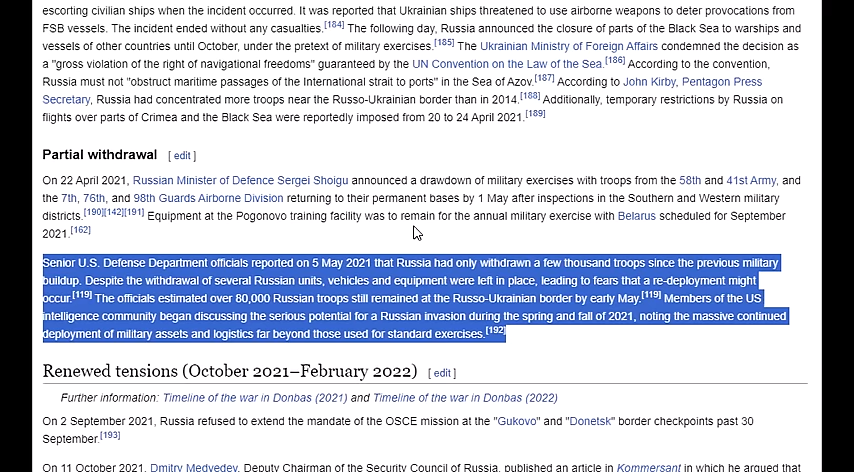 escorting civilian ships when the incident occurred. It was reported that Ukrainian ships threatened to use airborne weapons to deter provocations from
FSB vessels. The incident ended without any casualties.[184] The following day, Russia announced the closure of parts of the Black Sea to warships and
vessels of other countries until October, under the pretext of military exercises.[185] The Ukrainian Ministry of Foreign Affairs condemned the decision as
a "gross violation of the right of navigational freedoms" guaranteed by the UN Convention on the Law of the Sea.[186] According to the convention,
Russia must not "obstruct maritime passages of the International strait to ports" in the Sea of Azov.[187] According to John Kirby, Pentagon Press
Secretary, Russia had concentrated more troops near the Russo-Ukrainian border than in 2014.[188] Additionally, temporary restrictions by Russia on
flights over parts of Crimea and the Black Sea were reportedly imposed from 20 to 24 April 2021.[189]
Partial withdrawal [ edit ]
On 22 April 2021, Russian Minister of Defence Sergei Shoigu announced a drawdown of military exercises with troops from the 58th and 41st Army, and
the 7th, 76th, and 98th Guards Airborne Division returning to their permanent bases by 1 May after inspections in the Southern and Western military
districts.[190][142][191] Equipment at the Pogonovo training facility was to remain for the annual military exercise with Belarus scheduled for September
2021.[162]
Senior U.S. Defense Department officials reported on 5 May 2021 that Russia had only withdrawn a few thousand troops since the previous military
buildup. Despite the withdrawal of several Russian units, vehicles and equipment were left in place, leading to fears that a re-deployment might
occur.[119] The officials estimated over 80,000 Russian troops still remained at the Russo-Ukrainian border by early May.[119] Members of the US
intelligence community began discussing the serious potential for a Russian invasion during the spring and fall of 2021, noting the massive continued
deployment of military assets and logistics far beyond those used for standard exercises.[192]
Renewed tensions (October 2021–February 2022) [ edit ]
Further information: Timeline of the war in Donbas (2021) and Timeline of the war in Donbas (2022)
On 2 September 2021, Russia refused to extend the mandate of the OSCE mission at the "Gukovo" and "Donetsk" border checkpoints past 30
September.[193]
On 11 October 2021, Dmitry Medvedev, Deputy Chairman of the Security Council of Russia, published an article in Kommersant in which he argued that